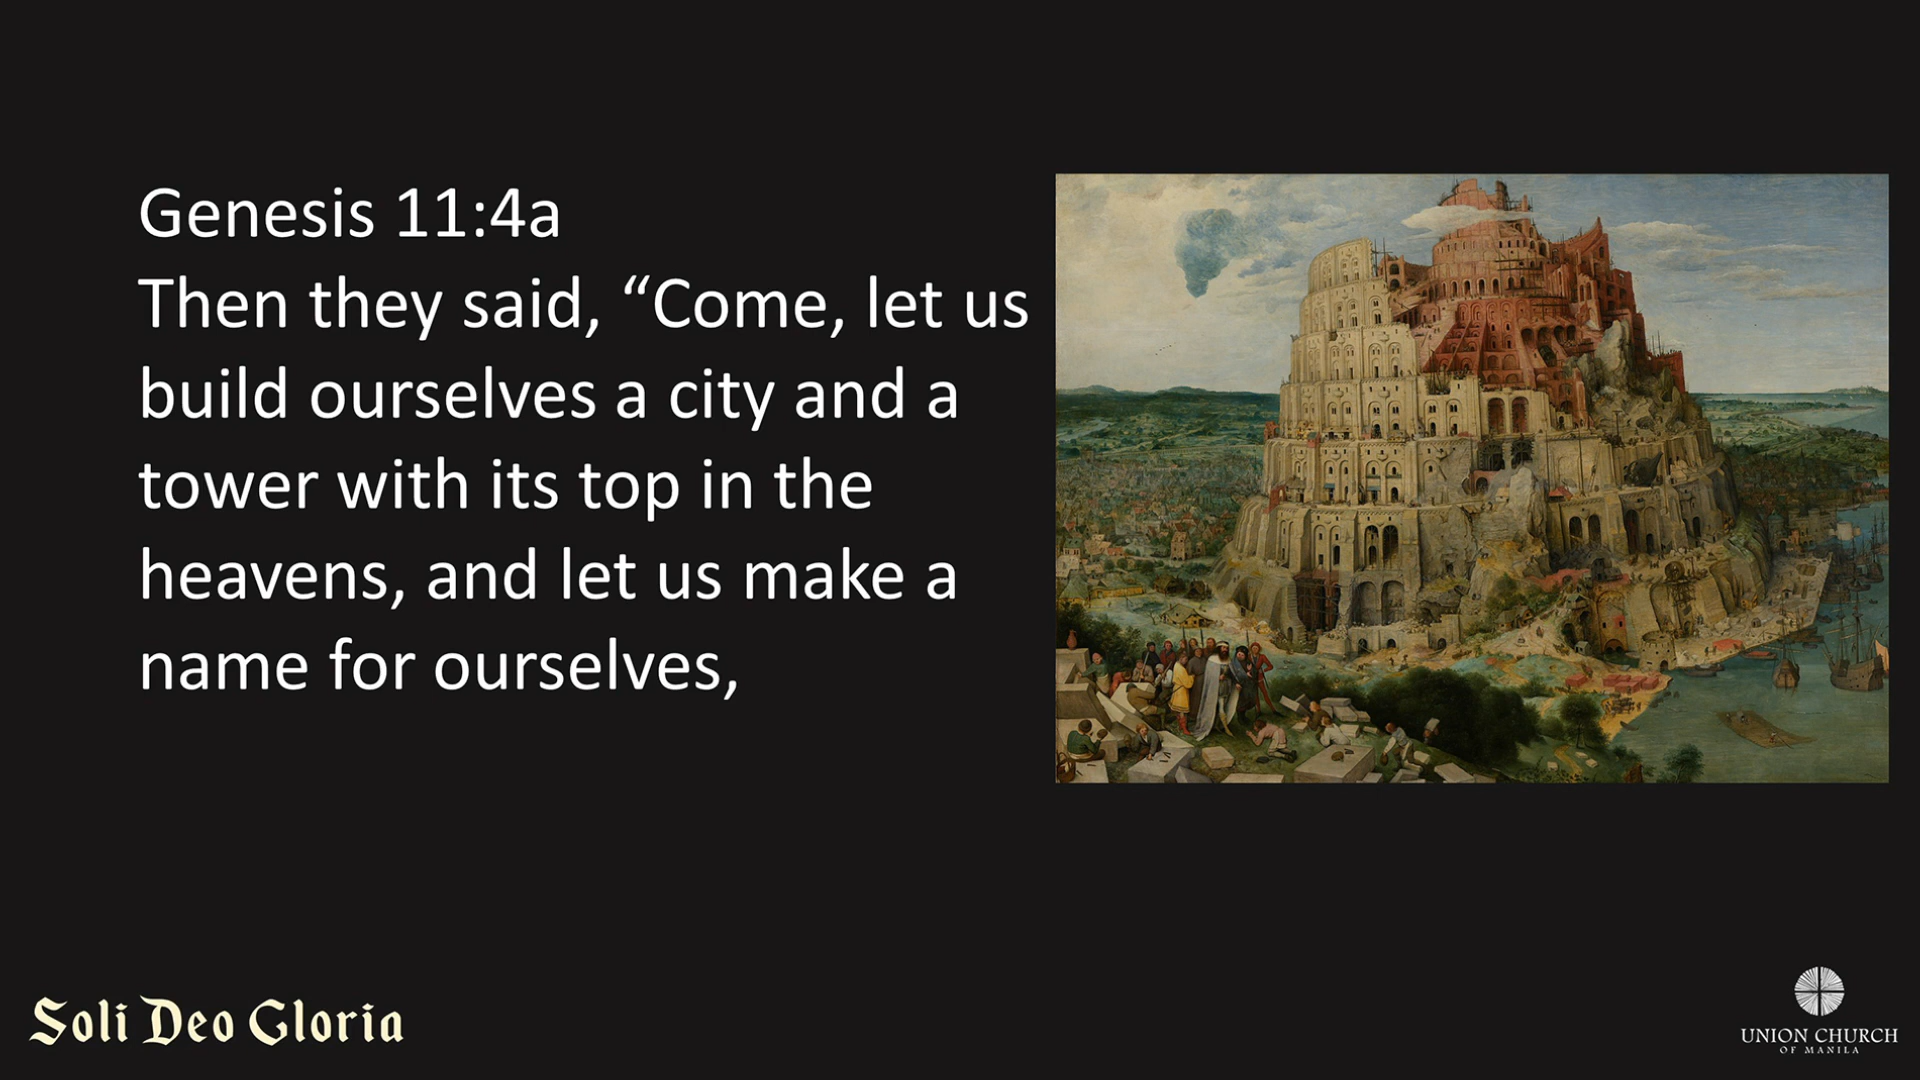 Genesis 11:4a
Then they said, “Come, let us
build ourselves a city and a
tower with its top in the
heavens, and let us make a
name for ourselves,
Soli Deo Gloria
UNION CHURCH
OF MANILA